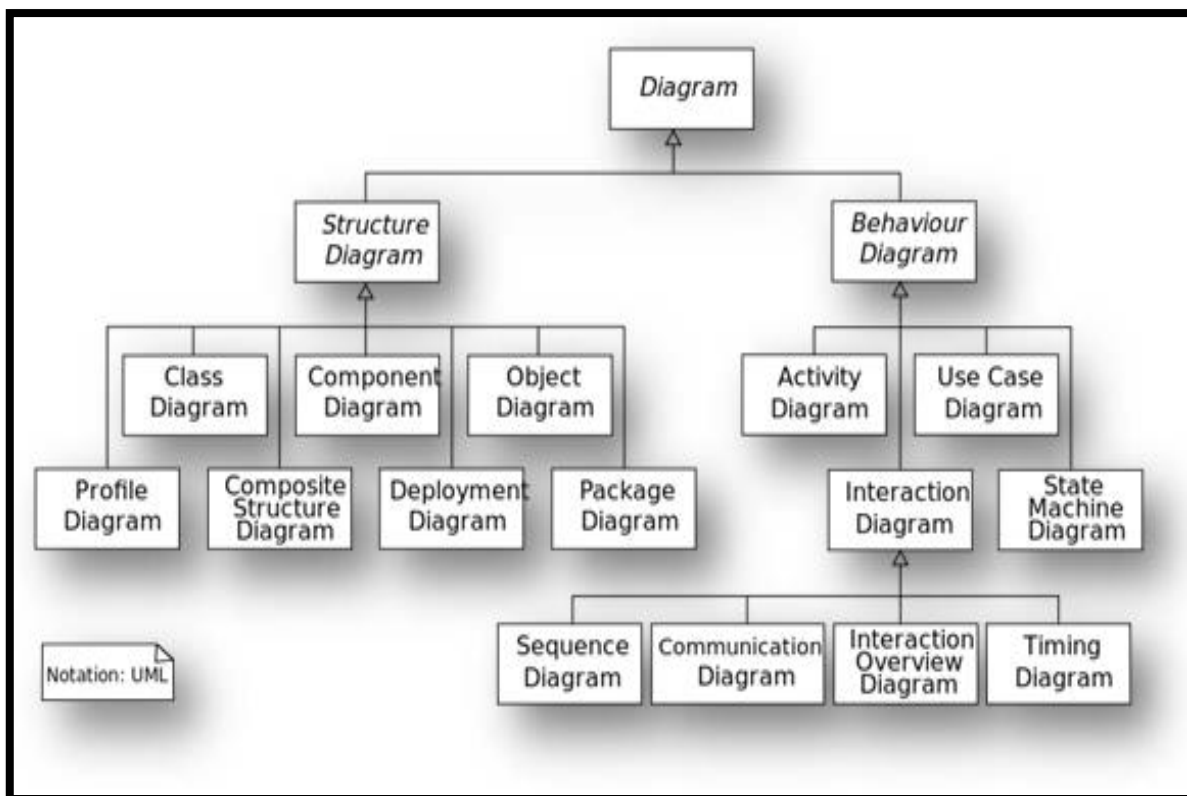 Diagram
Structure
Diagram
Behaviour
Diagram
Class
Diagram
Component
Diagram
Object
Diagram
Activity
Diagram
Use Case
Diagram
Profile
Diagram
Composite
Structure
Diagram
Deployment
Diagram
Package
Diagram
Interaction
Diagram
State
Machine
Diagram
Sequence
Diagram
Communication
Diagram
Interaction
Overview
Diagram
Timing
Diagram
Notation: UML